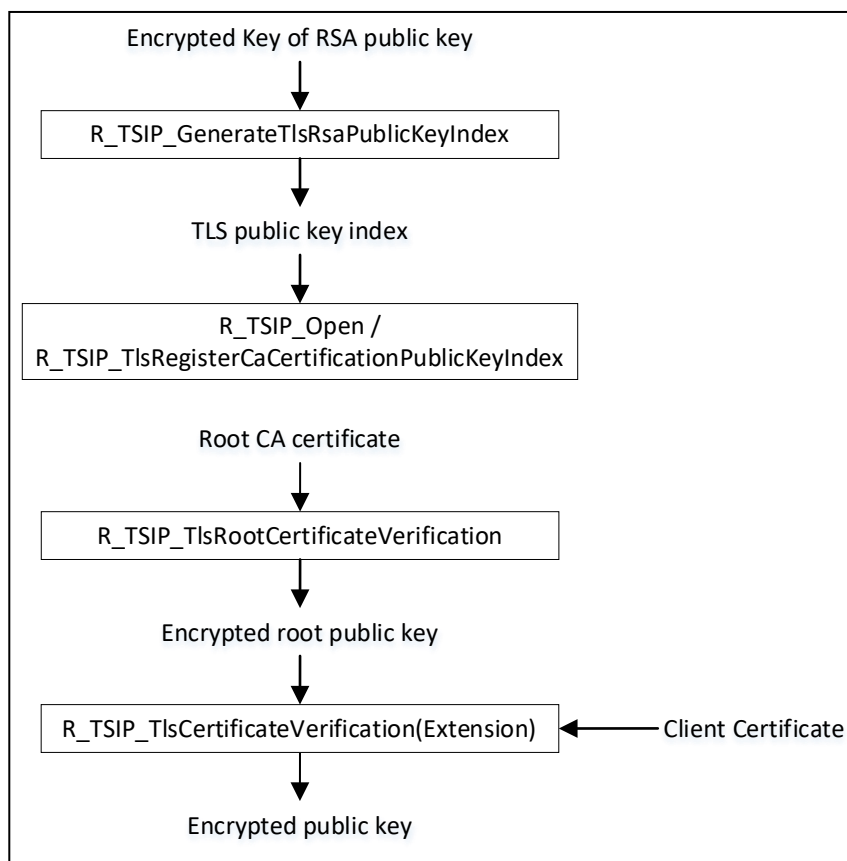 Encrypted Key of RSA public key
R_TSIP_GenerateTlsRsaPublicKeyIndex
TLS public key index
R_TSIP_Open /
R_TSIP_TlsRegisterCaCertificationPublicKeyIndex
Root CA certificate
R_TSIP_TlsRootCertificateVerification
Encrypted root public key
R_TSIP_TlsCertificateVerification(Extension)
Client Certificate
Encrypted public key